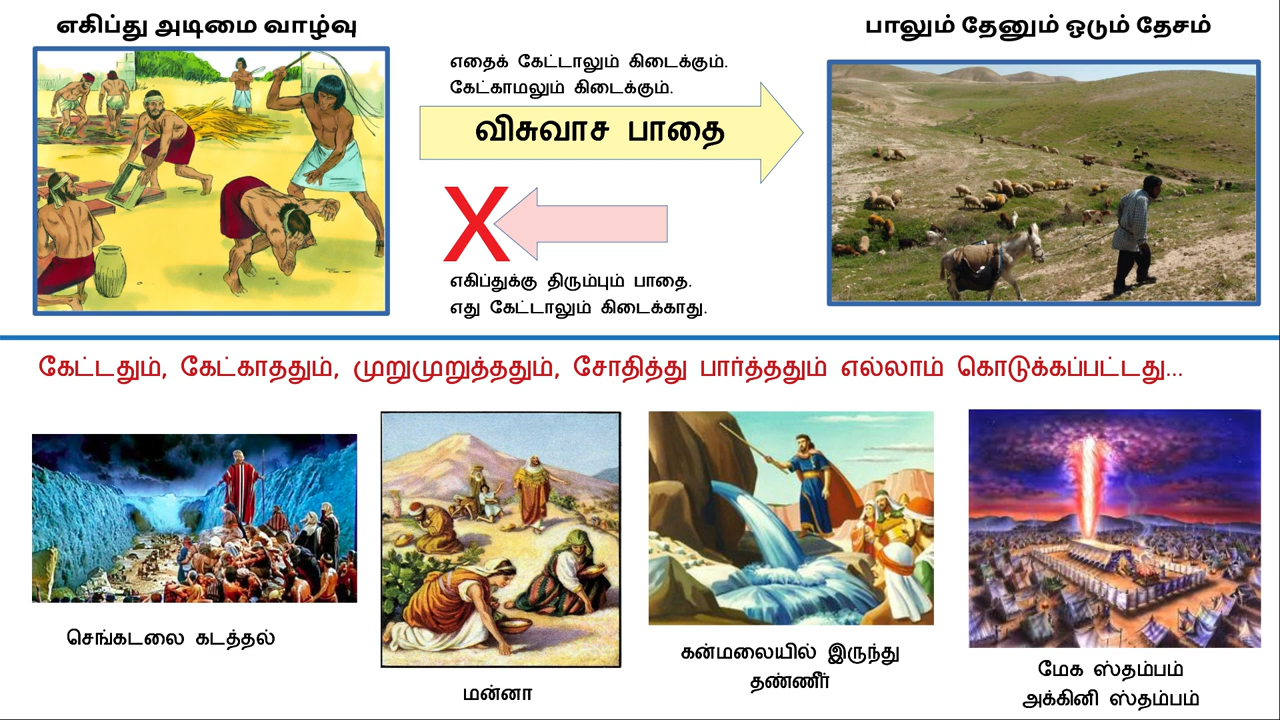 எகிப்து அடிமை வாழ்வு
பாலும் தேனும் ஒடும் தேசம்
எதைக் கேட்டாலும் கிடைக்கும்.
கேட்காமலும் கிடைக்கும்.
விசுவாச பாதை
X
எகிப்துக்கு திரும்பும் பாதை.
எது கேட்டாலும் கிடைக்காது.
கேட்டதும், கேட்காததும், முறுமுறுத்ததும், சோதித்து பார்த்ததும் எல்லாம் கொடுக்கப்பட்டது...
செங்கடலை கடத்தல்
மன்னா
கன்மலையில் இருந்து
தண்ணீர்
மேக ஸ்தம்பம்
அக்கினி ஸ்தம்பம்